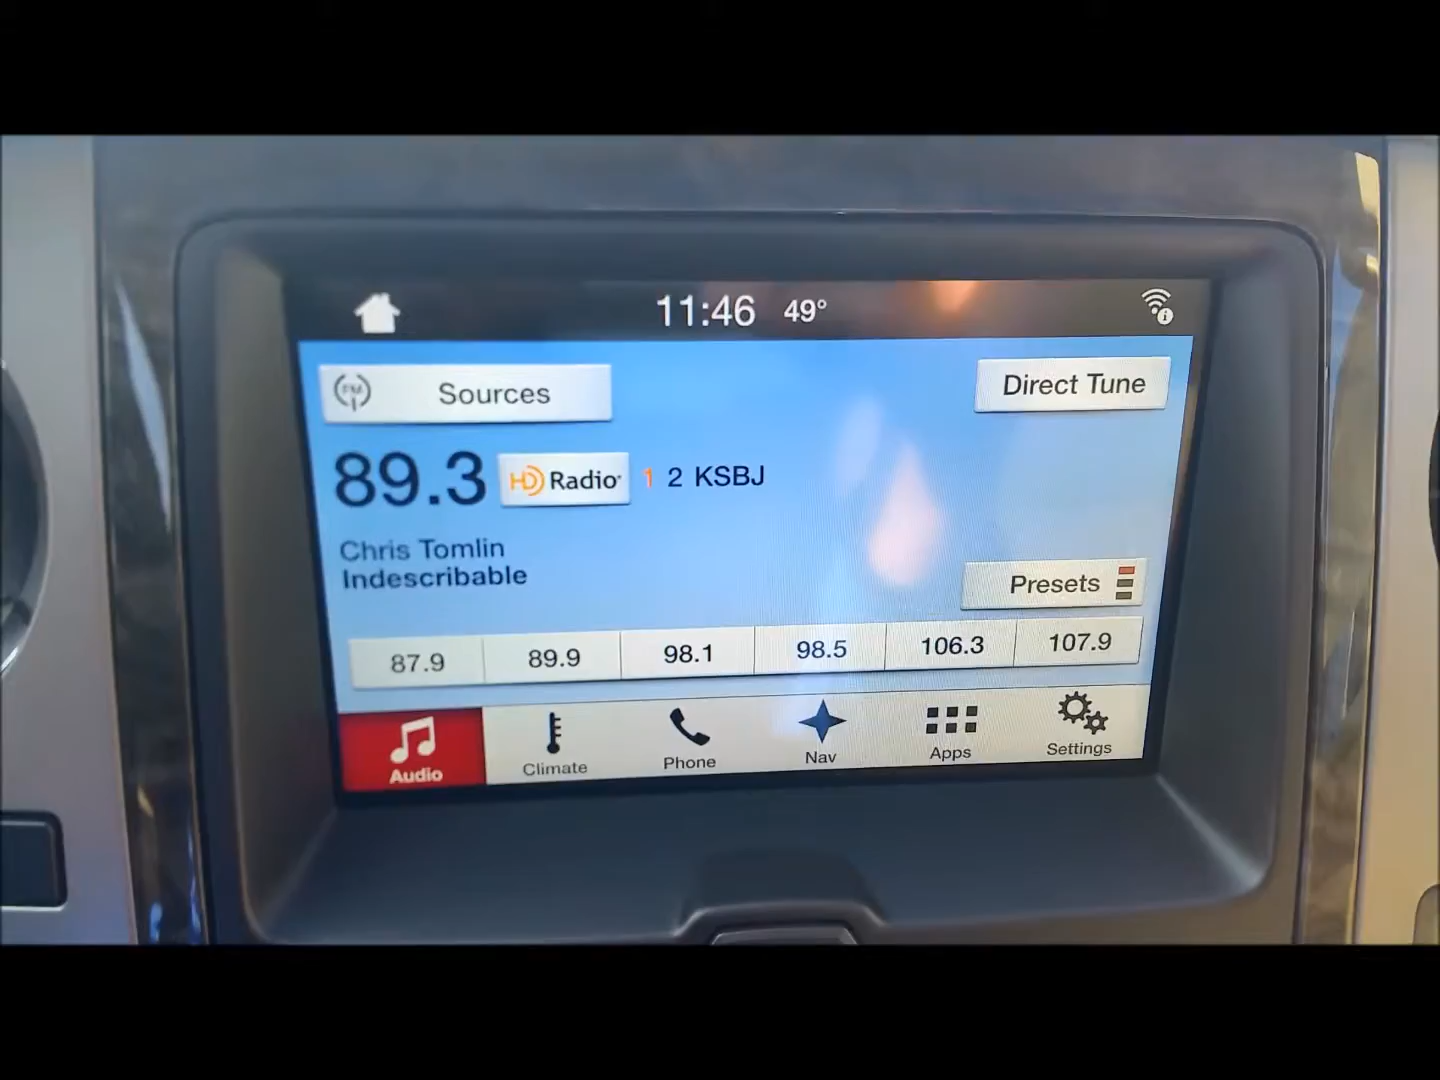 11:46 49°
FM Sources
Direct Tune
89.3 HD Radio 1 2 KSBJ
Chris Tomlin
Indescribable
Presets
87.9 89.9 98.1 98.5 106.3 107.9
Audio Climate Phone Nav Apps Settings